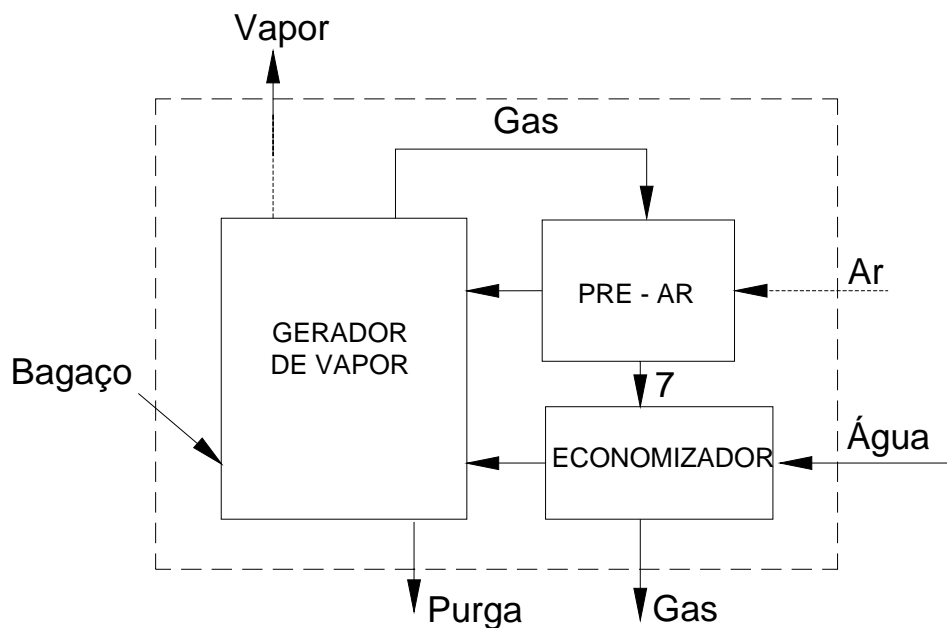 Vapor
Gas
Ar
PRE - AR
GERADOR
DE VAPOR
Bagaço
7
Água
ECONOMIZADOR
Purga
Gas